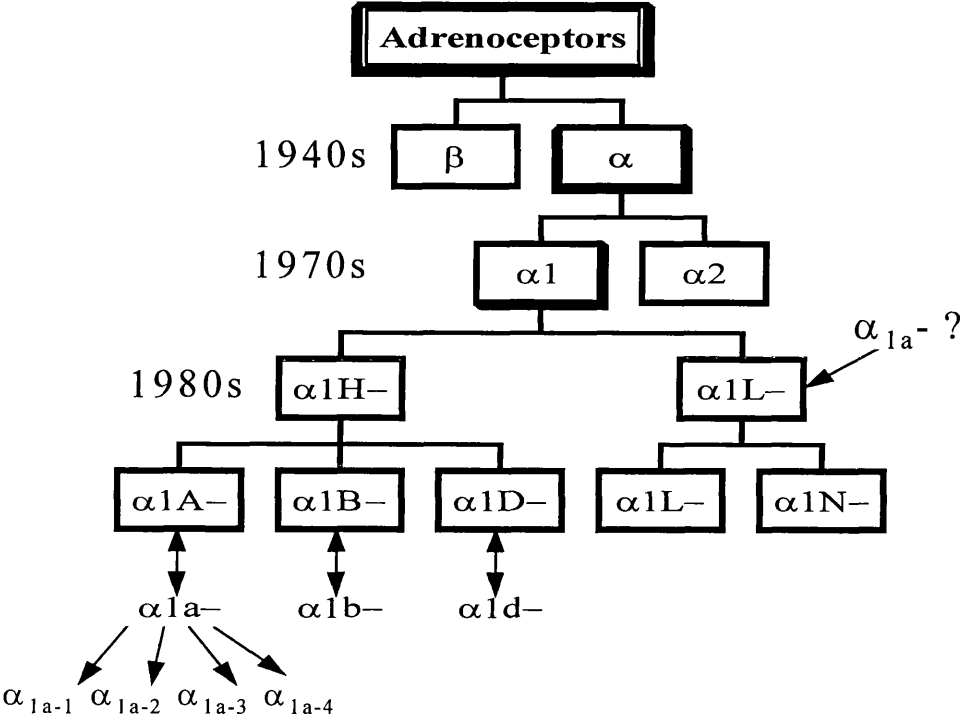 Adrenoceptors
1940s β α
1970s α1 α2
α1a- ?
1980s α1H– α1L–
α1A– α1B– α1D– α1L– α1N–
α1a– α1b– α1d–
α1a-1 α1a-2 α1a-3 α1a-4